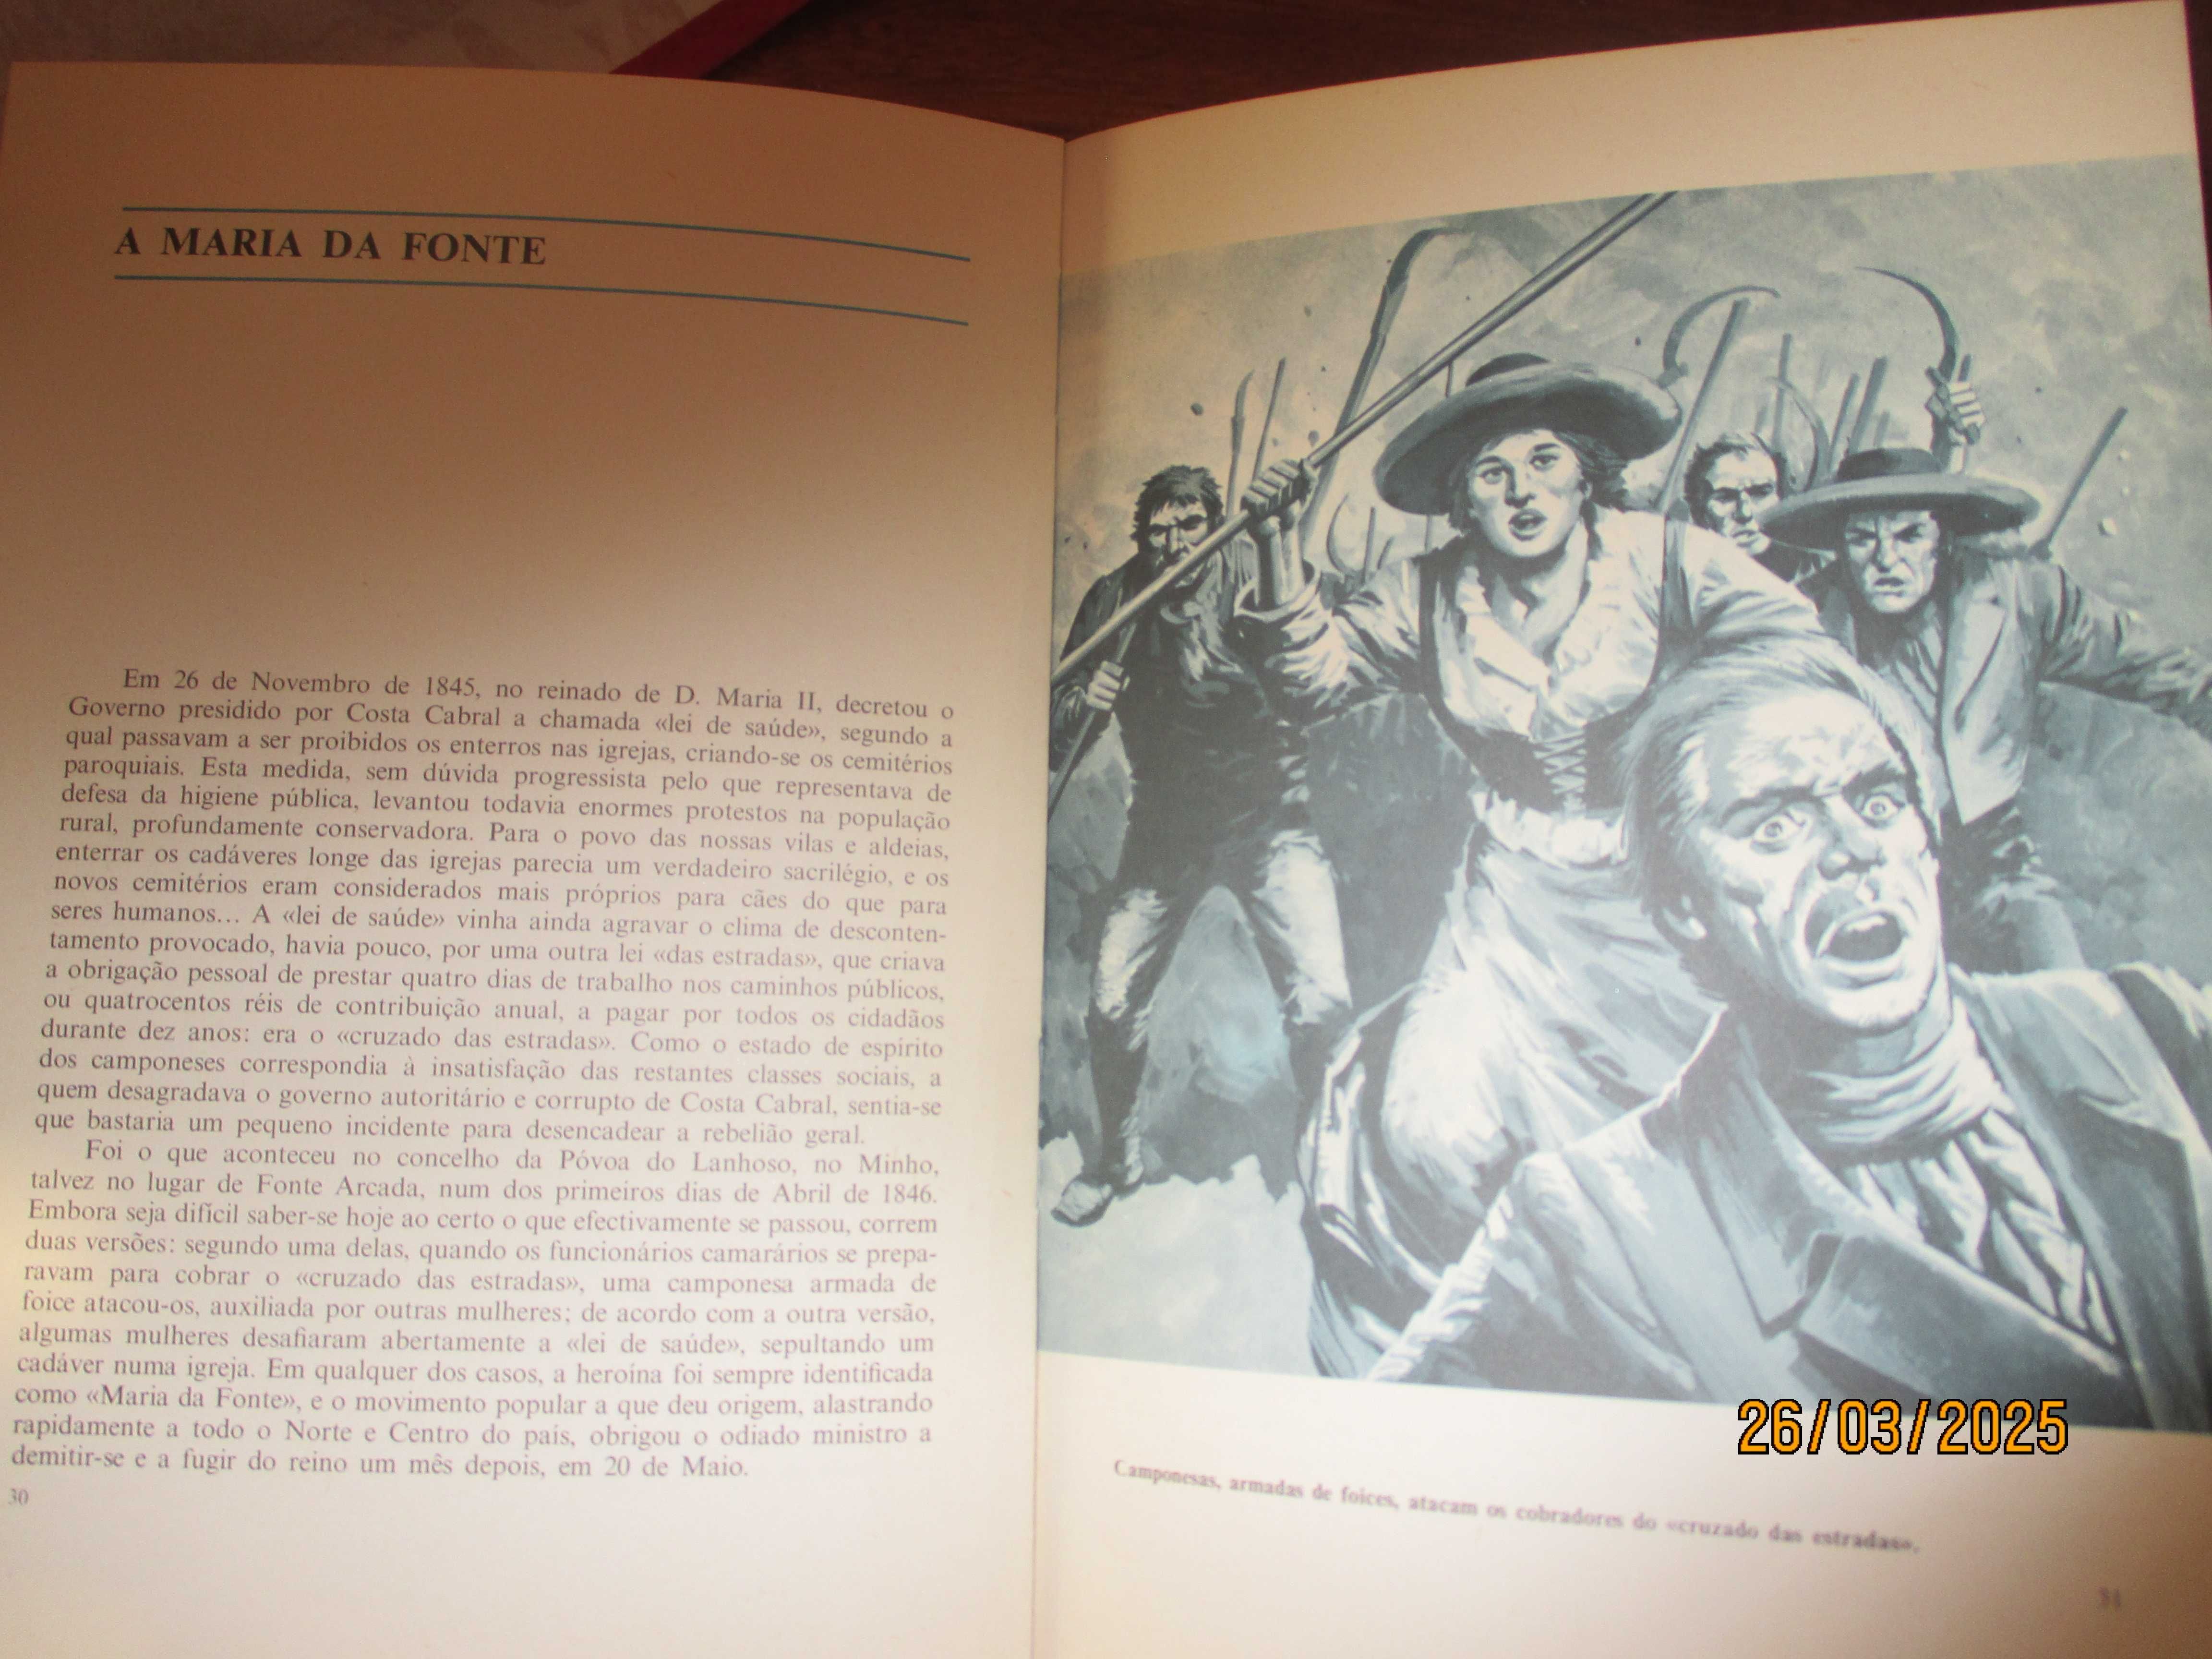 A MARIA DA FONTE
Em 26 de Novembro de 1845, no reinado de D. Maria II, decretou o
Governo presidido por Costa Cabral a chamada «lei de saúde», segundo a
qual passavam a ser proibidos os enterros nas igrejas, criando-se os cemitérios
paroquiais. Esta medida, sem dúvida progressista pelo que representava de
defesa da higiene pública, levantou todavia enormes protestos na população
rural, profundamente conservadora. Para o povo das nossas vilas e aldeias,
enterrar os cadáveres longe das igrejas parecia um verdadeiro sacrilégio, e os
novos cemitérios eram considerados mais próprios para cães do que para
seres humanos... A «lei de saúde» vinha ainda agravar o clima de desconten-
tamento provocado, havia pouco, por uma outra lei «das estradas», que criava
a obrigação pessoal de prestar quatro dias de trabalho nos caminhos públicos,
ou quatrocentos réis de contribuição anual, a pagar por todos os cidadãos
durante dez anos: era o «cruzado das estradas». Como o estado de espírito
dos camponeses correspondia à insatisfação das restantes classes sociais, a
quem desagradava o governo autoritário e corrupto de Costa Cabral, sentia-se
que bastaria um pequeno incidente para desencadear a rebelião geral.
Foi o que aconteceu no concelho da Póvoa do Lanhoso, no Minho,
talvez no lugar de Fonte Arcada, num dos primeiros dias de Abril de 1846.
Embora seja difícil saber-se hoje ao certo o que efectivamente se passou, correm
duas versões: segundo uma delas, quando os funcionários camarários se prepa-
ravam para cobrar o «cruzado das estradas», uma camponesa armada de
foice atacou-os, auxiliada por outras mulheres; de acordo com a outra versão,
algumas mulheres desafiaram abertamente a «lei de saúde», sepultando um
cadáver numa igreja. Em qualquer dos casos, a heroína foi sempre identificada
como «Maria da Fonte», e o movimento popular a que deu origem, alastrando
rapidamente a todo o Norte e Centro do país, obrigou o odiado ministro a
demitir-se e a fugir do reino um mês depois, em 20 de Maio.
30
26/03/2025
Camponesas, armadas de foices, atacam os cobradores do «cruzado das estradas».
31